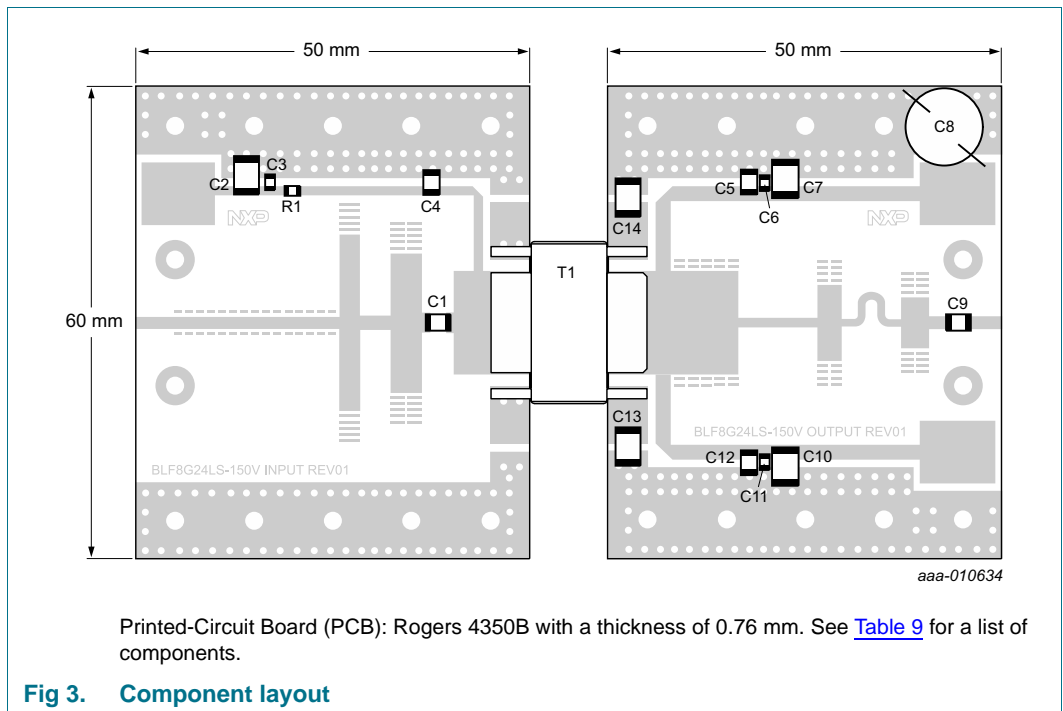 50 mm
50 mm
C8
C3
C2
R1
C4
C5
C6
C7
NXP
NXP
C14
T1
60 mm
C1
C9
C13
BLF8G24LS-150V INPUT REV01
BLF8G24LS-150V OUTPUT REV01
C12
C11
C10
aaa-010634
Printed-Circuit Board (PCB): Rogers 4350B with a thickness of 0.76 mm. See Table 9 for a list of
components.
Fig 3. Component layout